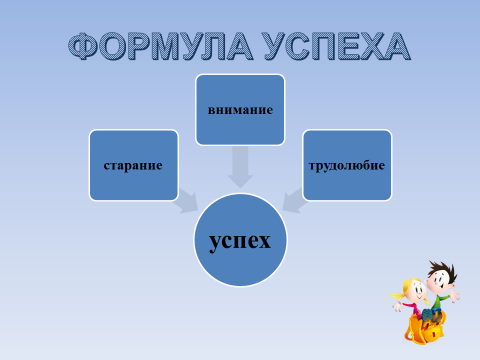 ФОРМУЛА УСПЕХА
внимание
старание
трудолюбие
успех